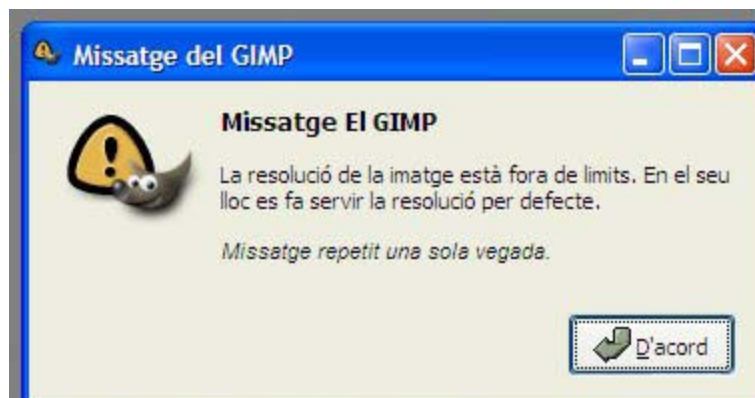 Missatge del GIMP
Missatge El GIMP
La resolució de la imatge està fora de limits. En el seu
lloc es fa servir la resolució per defecte.
Missatge repetit una sola vegada.
D'acord